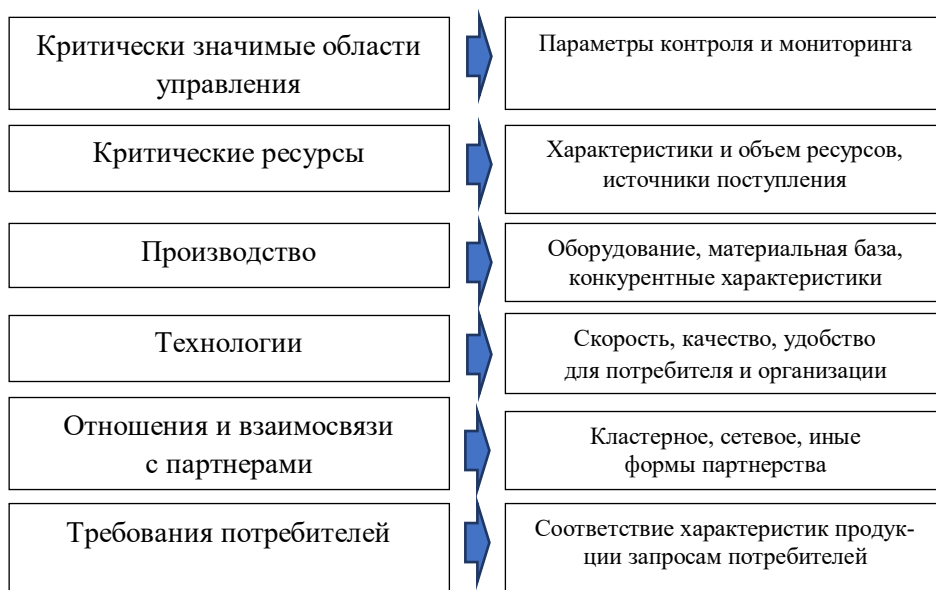 Критически значимые области
управления
Параметры контроля и мониторинга
Критические ресурсы
Характеристики и объем ресурсов,
источники поступления
Производство
Оборудование, материальная база,
конкурентные характеристики
Технологии
Скорость, качество, удобство
для потребителя и организации
Отношения и взаимосвязи
с партнерами
Кластерное, сетевое, иные
формы партнерства
Требования потребителей
Соответствие характеристик продук-
ции запросам потребителей